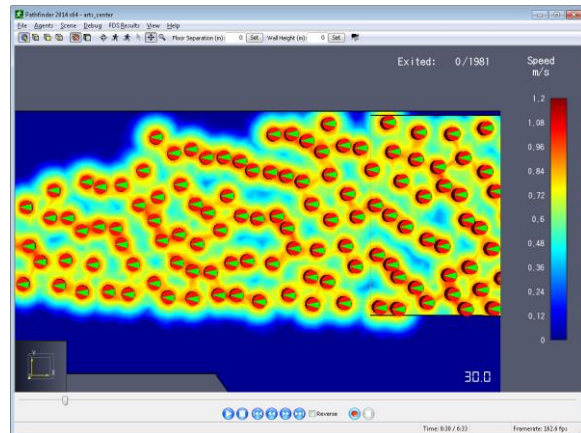 Pathfinder 2014 x64 - arts_center
File Agents Scene Debug FDS Results View Help
Floor Separation (m): 0 Set Wall Height (m): 0 Set
Exited: 0/1981
Speed
m/s
1.2
1.08
0.96
0.84
0.72
0.6
0.48
0.36
0.24
0.12
0
30.0
Reverse
Time: 0:30 / 6:33 Framerate: 162.6 fps